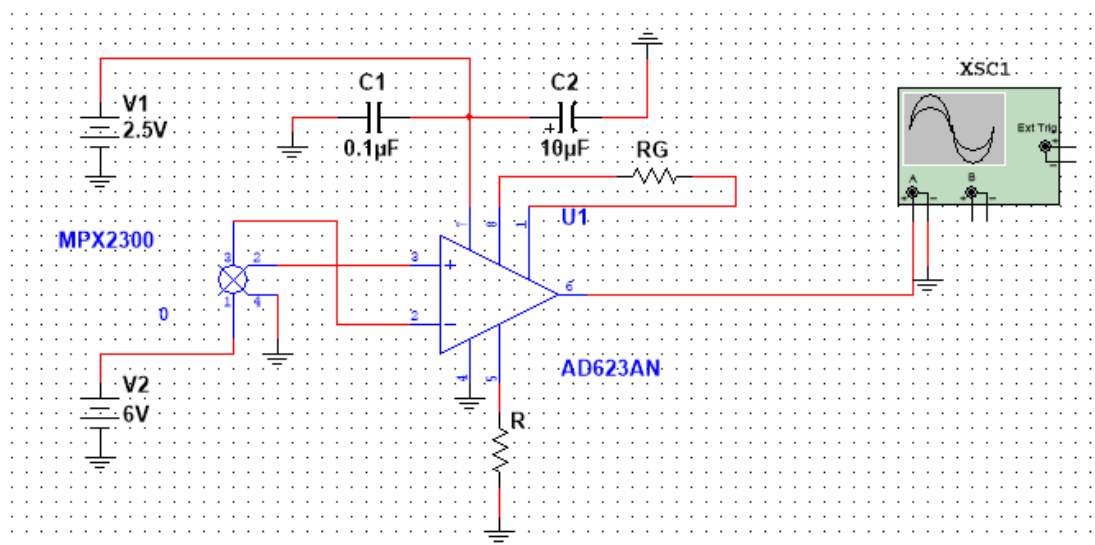 XSC1
Ext Trig
+
−
A
B
+ −
+ −
V1
2.5V
C1
0.1µF
C2
+
10µF
RG
U1
7
8
1
MPX2300
3
2
1
4
0
3
+
2
−
6
4
5
AD623AN
V2
6V
R